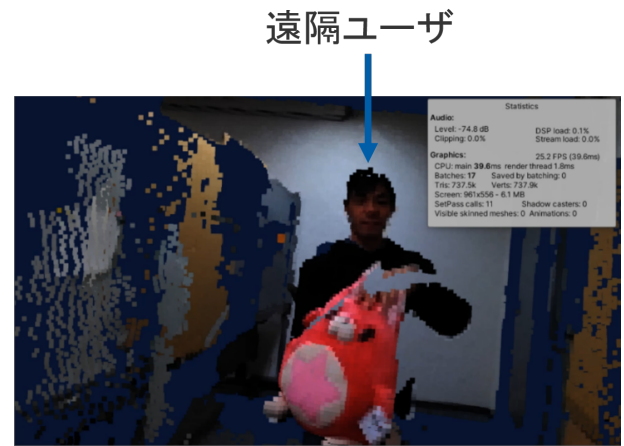 遠隔ユーザ
Statistics
Audio:
Level: -74.8 dB DSP load: 0.1%
Clipping: 0.0% Stream load: 0.0%
Graphics: 25.2 FPS (39.6ms)
CPU: main 39.6ms render thread 1.8ms
Batches: 17 Saved by batching: 0
Tris: 737.5k Verts: 737.9k
Screen: 961x556 - 6.1 MB
SetPass calls: 11 Shadow casters: 0
Visible skinned meshes: 0 Animations: 0